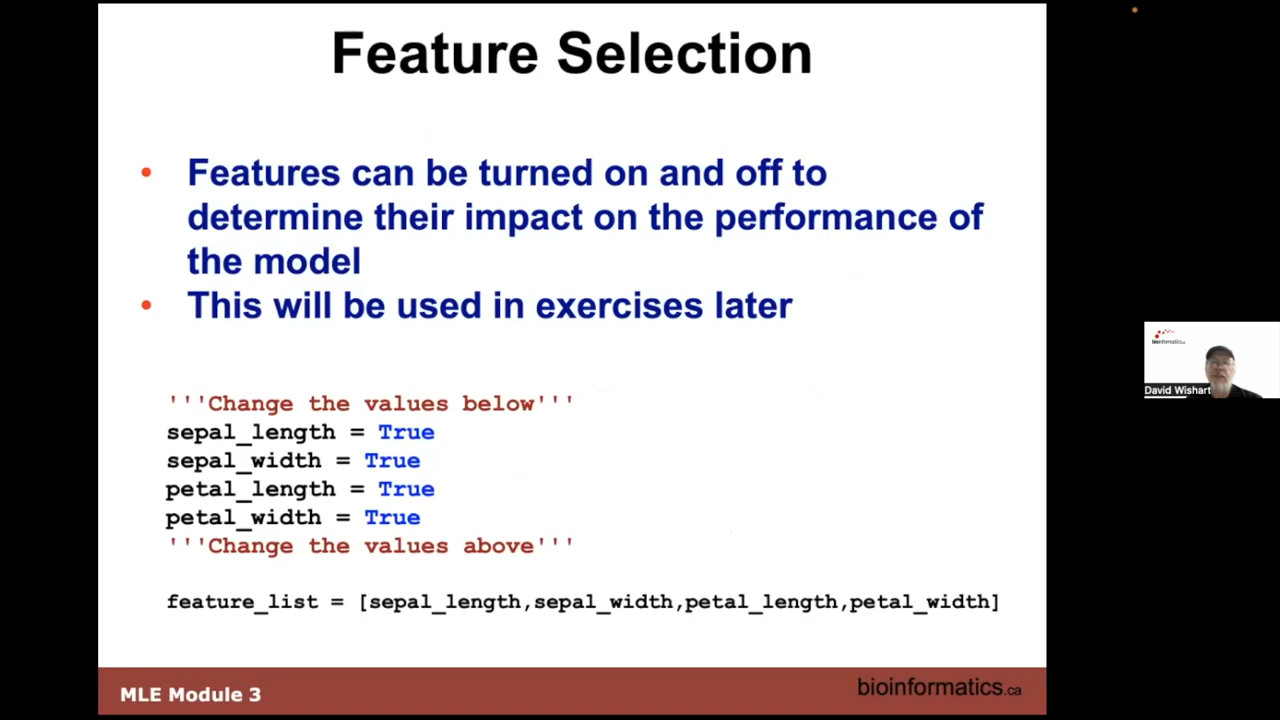 Feature Selection
• Features can be turned on and off to
determine their impact on the performance of
the model
• This will be used in exercises later
'''Change the values below'''
sepal_length = True
sepal_width = True
petal_length = True
petal_width = True
'''Change the values above'''
feature_list = [sepal_length,sepal_width,petal_length,petal_width]
MLE Module 3
bioinformatics.ca
bioinformatics.ca
David Wishart